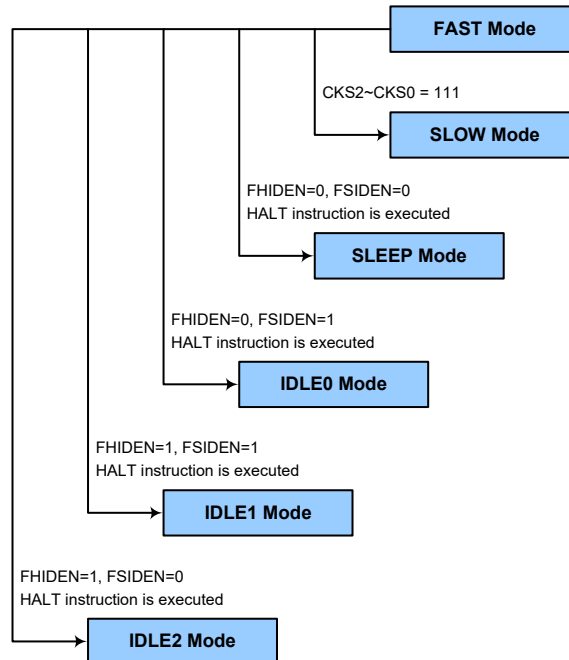 FAST Mode
CKS2~CKS0 = 111
SLOW Mode
FHIDEN=0, FSIDEN=0
HALT instruction is executed
SLEEP Mode
FHIDEN=0, FSIDEN=1
HALT instruction is executed
IDLE0 Mode
FHIDEN=1, FSIDEN=1
HALT instruction is executed
IDLE1 Mode
FHIDEN=1, FSIDEN=0
HALT instruction is executed
IDLE2 Mode